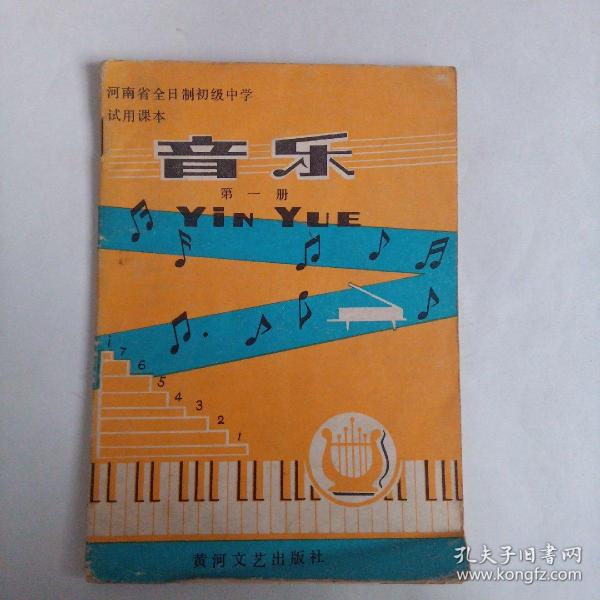 河南省全日制初级中学
试用课本
音乐
第一册
YiN YUE
i
7
6
5
4
3
2
1
黄河文艺出版社
孔夫子旧书网
www.kongfz.com